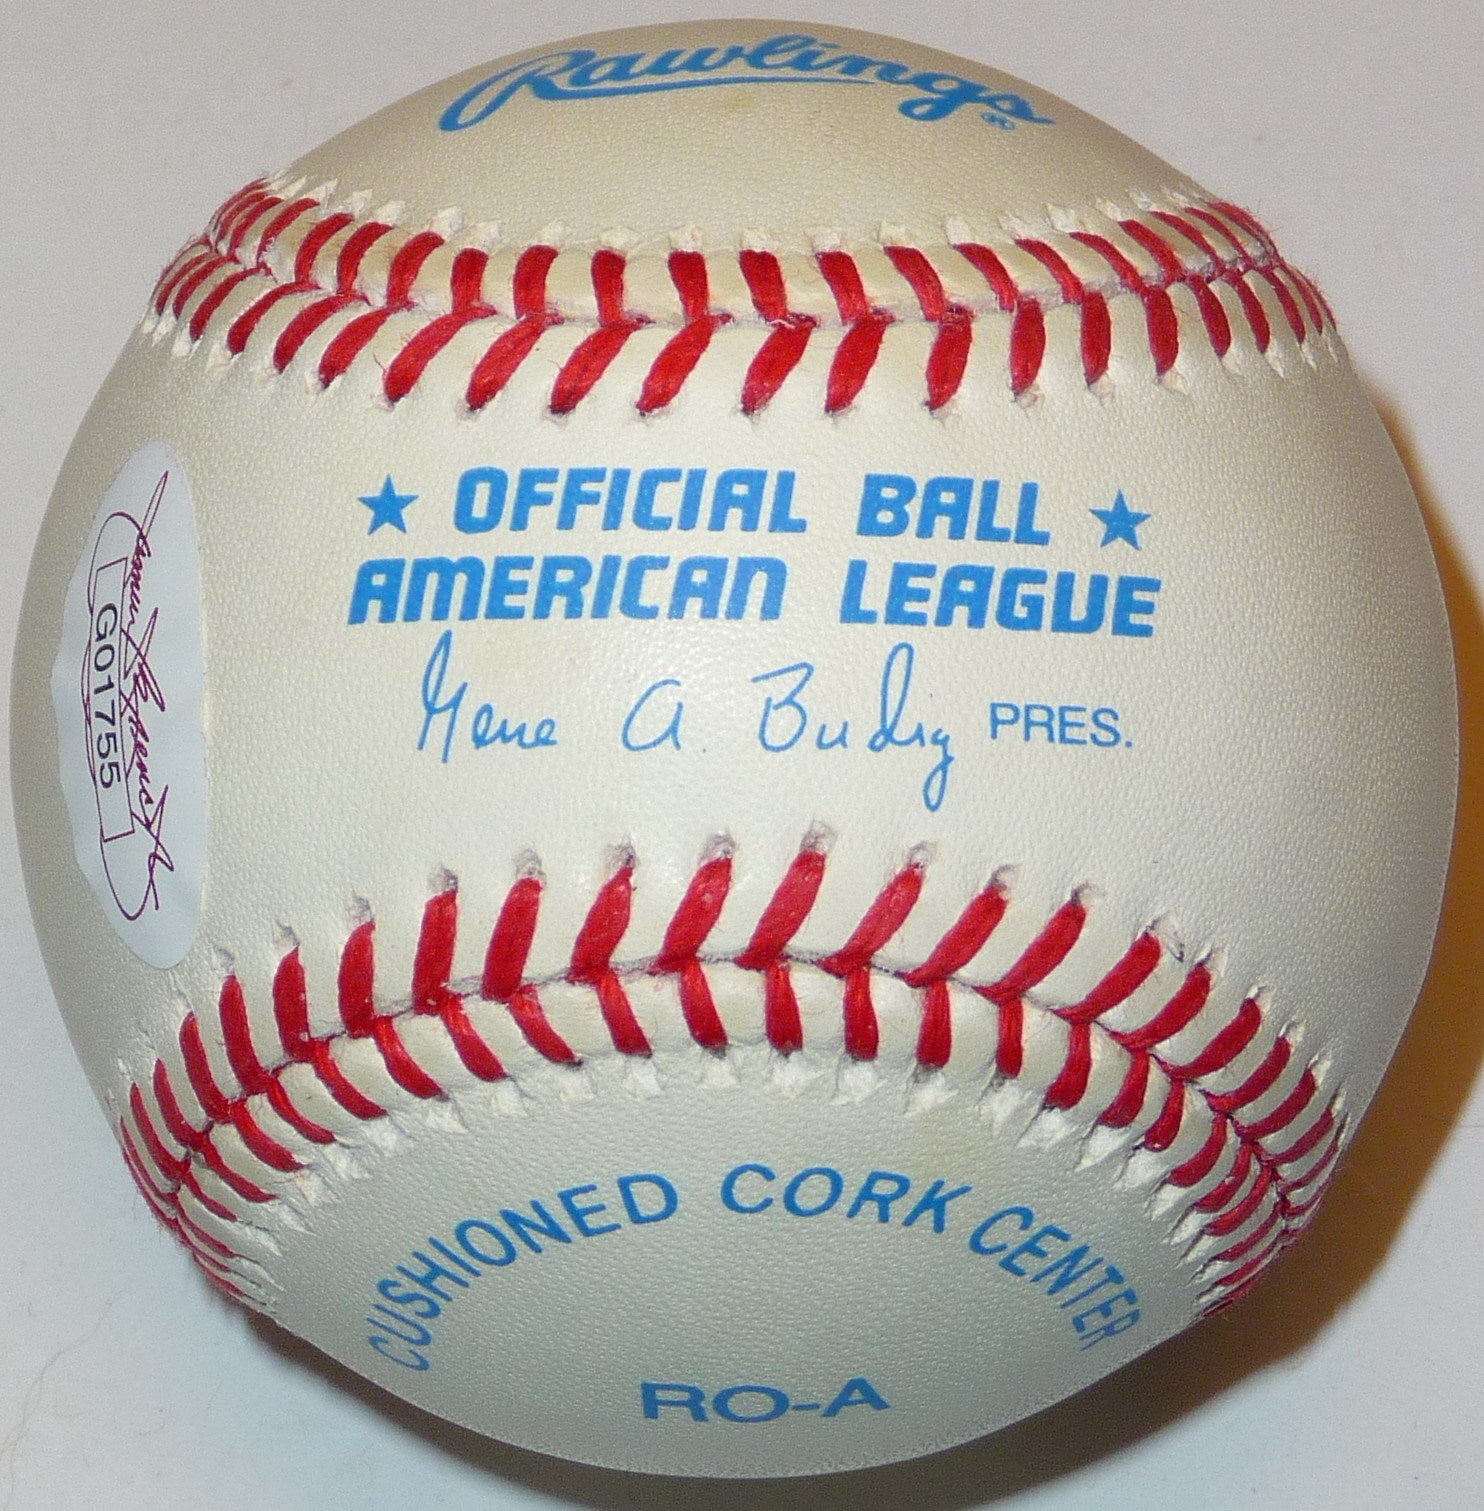 Rawlings®
★ OFFICIAL BALL ★
AMERICAN LEAGUE
Gene A. Budig PRES.
G01755
CUSHIONED CORK CENTER
RO-A